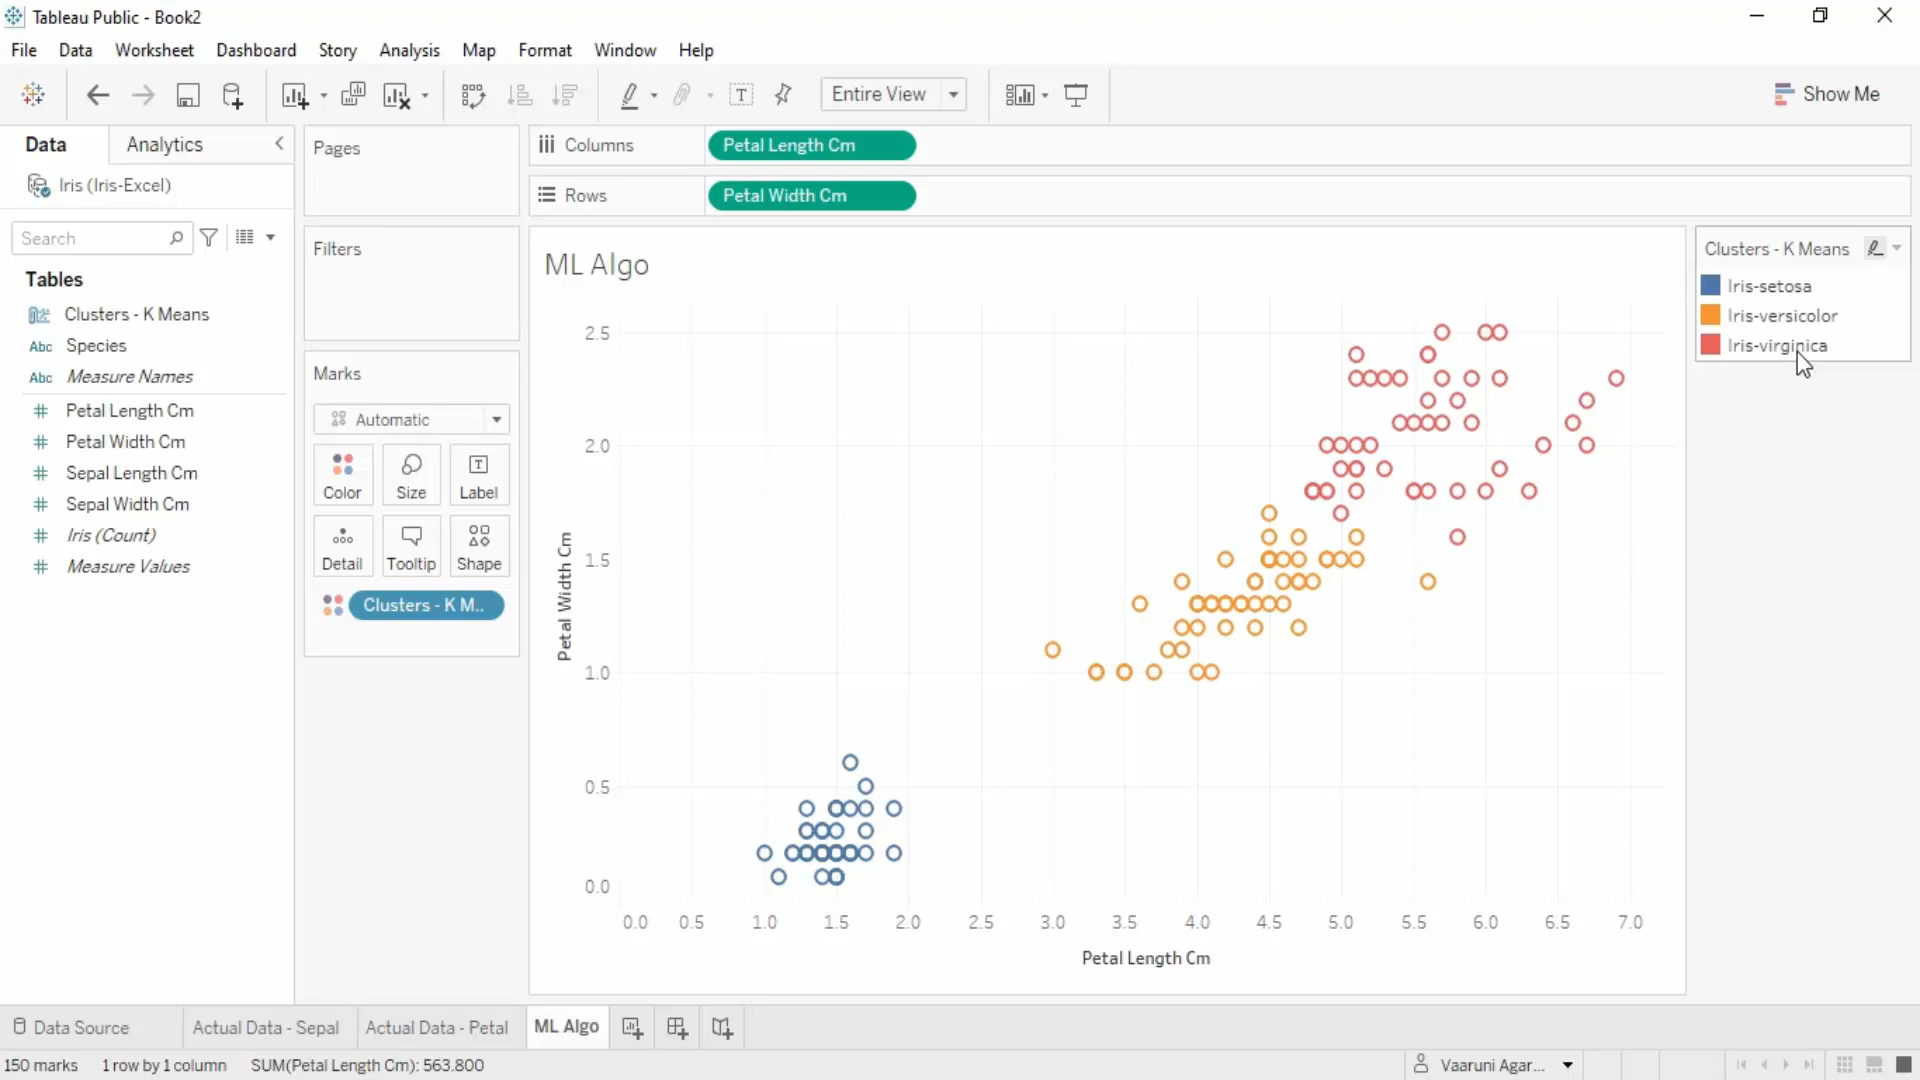 Tableau Public - Book2
File Data Worksheet Dashboard Story Analysis Map Format Window Help
Entire View
Show Me
Data Analytics
Iris (Iris-Excel)
Search
Tables
Clusters - K Means
Abc Species
Abc Measure Names
# Petal Length Cm
# Petal Width Cm
# Sepal Length Cm
# Sepal Width Cm
# Iris (Count)
# Measure Values
Pages
Filters
Marks
Automatic
Color Size Label
Detail Tooltip Shape
Clusters - K M..
Columns Petal Length Cm
Rows Petal Width Cm
ML Algo
2.5
2.0
1.5
1.0
0.5
0.0
Petal Width Cm
0.0 0.5 1.0 1.5 2.0 2.5 3.0 3.5 4.0 4.5 5.0 5.5 6.0 6.5 7.0
Petal Length Cm
Clusters - K Means
Iris-setosa
Iris-versicolor
Iris-virginica
Data Source Actual Data - Sepal Actual Data - Petal ML Algo
150 marks 1 row by 1 column SUM(Petal Length Cm): 563.800
Vaaruni Agar...